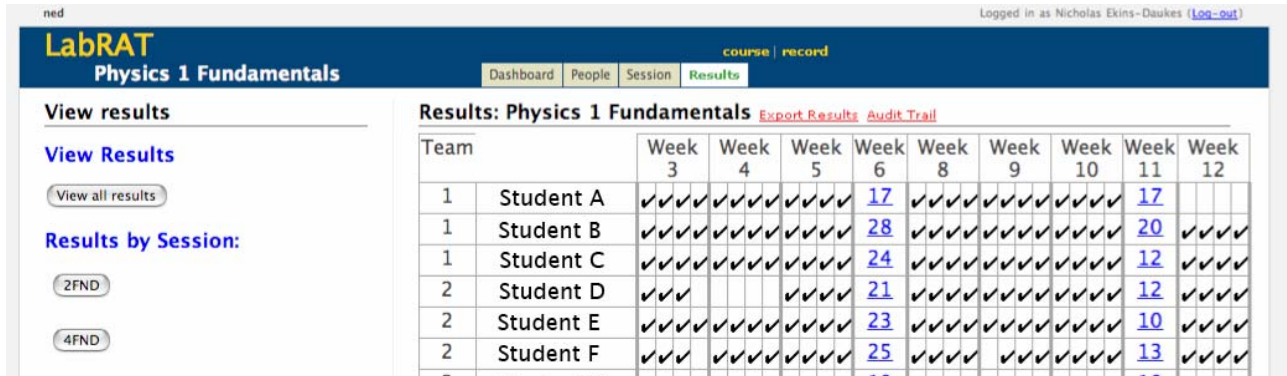 ned
Logged in as Nicholas Ekins-Daukes (Log-out)
LabRAT
course | record
Physics 1 Fundamentals
Dashboard People Session Results
View results
View Results
View all results
Results by Session:
2FND
4FND
Results: Physics 1 Fundamentals Export Results Audit Trail
Team Week 3 Week 4 Week 5 Week 6 Week 8 Week 9 Week 10 Week 11 Week 12
1 Student A ✔✔✔✔ ✔✔✔✔ ✔✔✔✔ 17 ✔✔✔✔ ✔✔✔✔ ✔✔✔✔ 17
1 Student B ✔✔✔✔ ✔✔✔✔ ✔✔✔✔ 28 ✔✔✔✔ ✔✔✔✔ ✔✔✔✔ 20 ✔✔✔✔
1 Student C ✔✔✔✔ ✔✔✔✔ ✔✔✔✔ 24 ✔✔✔✔ ✔✔✔✔ ✔✔✔✔ 12 ✔✔✔✔
2 Student D ✔✔✔ ✔✔✔✔ 21 ✔✔✔✔ ✔✔✔✔ ✔✔✔✔ 12 ✔✔✔✔
2 Student E ✔✔✔✔ ✔✔✔✔ ✔✔✔✔ 23 ✔✔✔✔ ✔✔✔✔ ✔✔✔✔ 10 ✔✔✔✔
2 Student F ✔✔✔ ✔✔✔✔ ✔✔✔✔ 25 ✔✔✔✔ ✔✔✔ ✔✔✔✔ 13 ✔✔✔✔